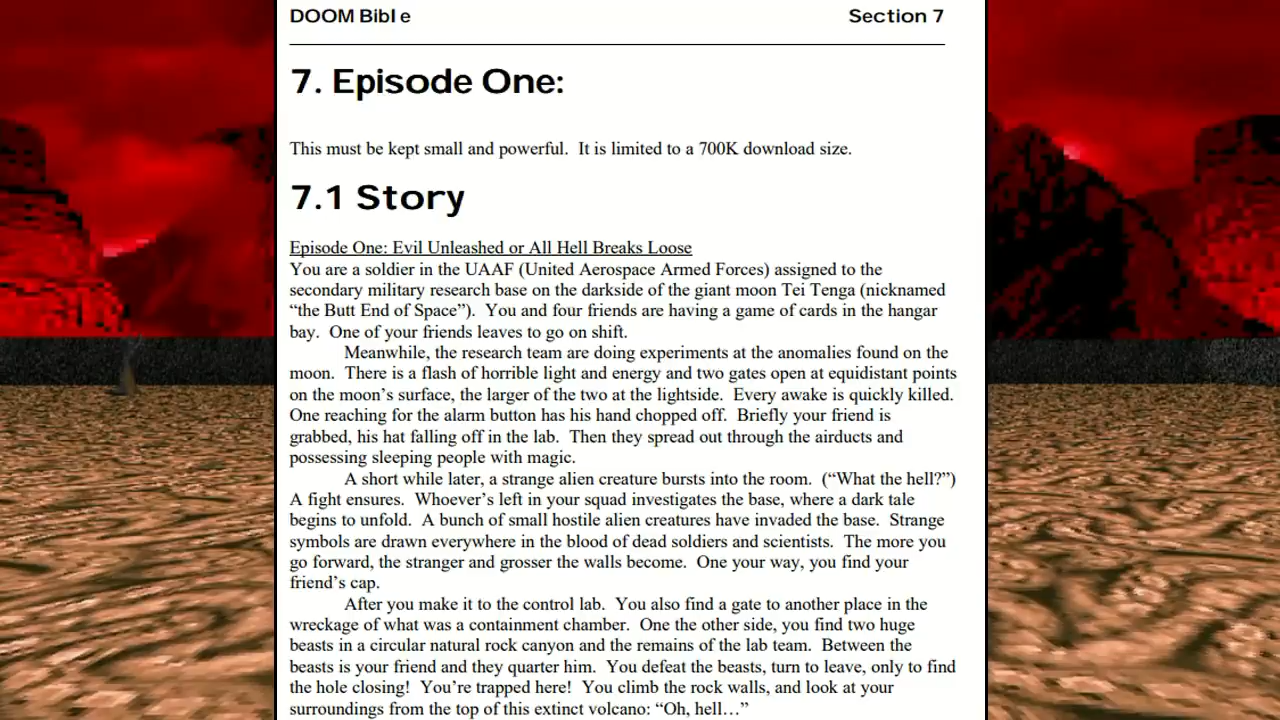 DOOM Bible
Section 7
7. Episode One:
This must be kept small and powerful.  It is limited to a 700K download size.
7.1 Story
Episode One: Evil Unleashed or All Hell Breaks Loose
You are a soldier in the UAAF (United Aerospace Armed Forces) assigned to the
secondary military research base on the darkside of the giant moon Tei Tenga (nicknamed
“the Butt End of Space”).  You and four friends are having a game of cards in the hangar
bay.  One of your friends leaves to go on shift.
Meanwhile, the research team are doing experiments at the anomalies found on the
moon.  There is a flash of horrible light and energy and two gates open at equidistant points
on the moon’s surface, the larger of the two at the lightside.  Every awake is quickly killed.
One reaching for the alarm button has his hand chopped off.  Briefly your friend is
grabbed, his hat falling off in the lab.  Then they spread out through the airducts and
possessing sleeping people with magic.
A short while later, a strange alien creature bursts into the room.  (“What the hell?”)
A fight ensures.  Whoever’s left in your squad investigates the base, where a dark tale
begins to unfold.  A bunch of small hostile alien creatures have invaded the base.  Strange
symbols are drawn everywhere in the blood of dead soldiers and scientists.  The more you
go forward, the stranger and grosser the walls become.  One your way, you find your
friend’s cap.
After you make it to the control lab.  You also find a gate to another place in the
wreckage of what was a containment chamber.  One the other side, you find two huge
beasts in a circular natural rock canyon and the remains of the lab team.  Between the
beasts is your friend and they quarter him.  You defeat the beasts, turn to leave, only to find
the hole closing!  You’re trapped here!  You climb the rock walls, and look at your
surroundings from the top of this extinct volcano: “Oh, hell…”